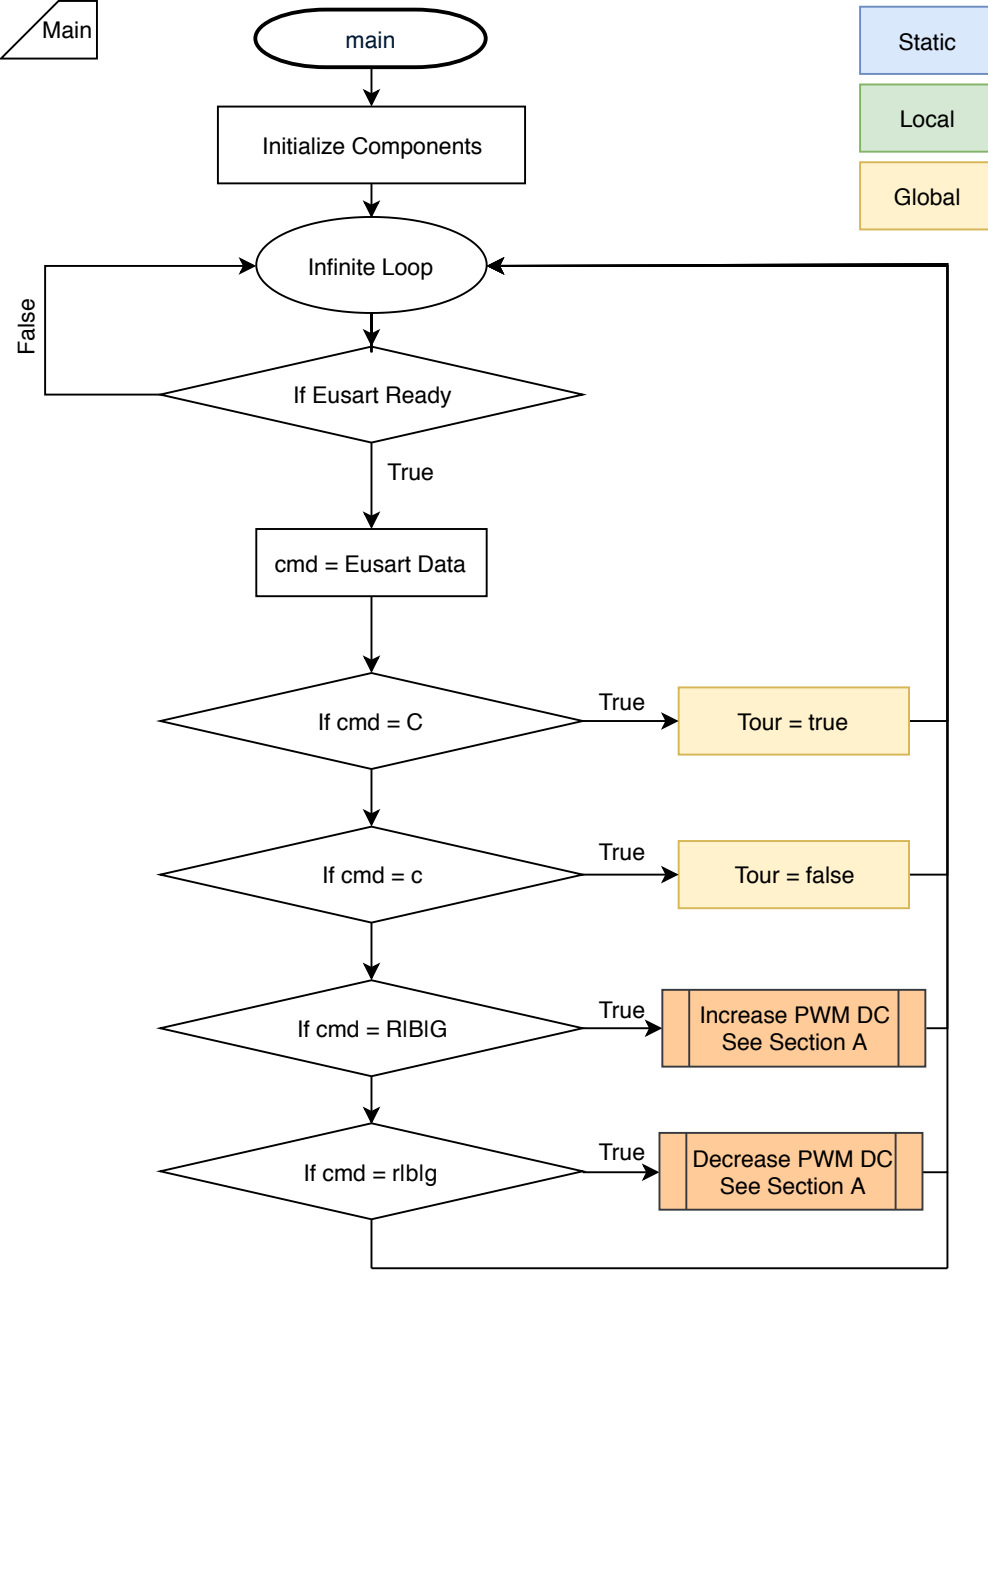 Main
main
Static
Local
Global
Initialize Components
Infinite Loop
False
If Eusart Ready
True
cmd = Eusart Data
If cmd = C
True
Tour = true
If cmd = c
True
Tour = false
If cmd = R|B|G
True
Increase PWM DC
See Section A
If cmd = r|b|g
True
Decrease PWM DC
See Section A